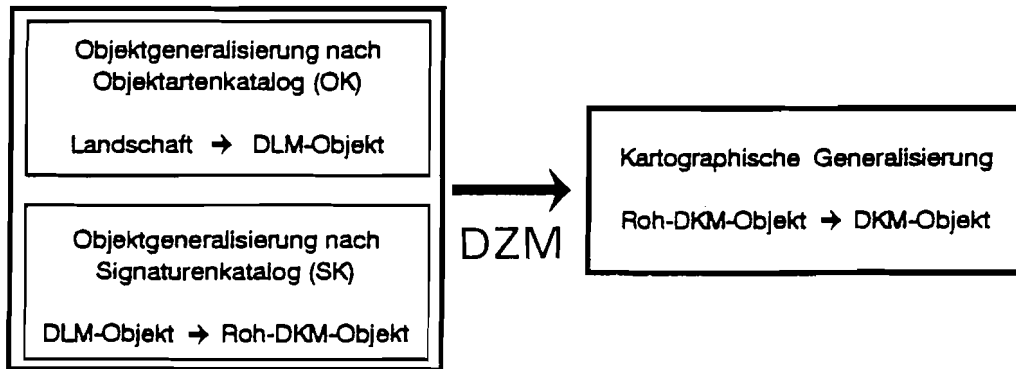 Objektgeneralisierung nach
Objektartenkatalog (OK)
Landschaft → DLM-Objekt
Objektgeneralisierung nach
Signaturenkatalog (SK)
DLM-Objekt → Roh-DKM-Objekt
DZM
Kartographische Generalisierung
Roh-DKM-Objekt → DKM-Objekt